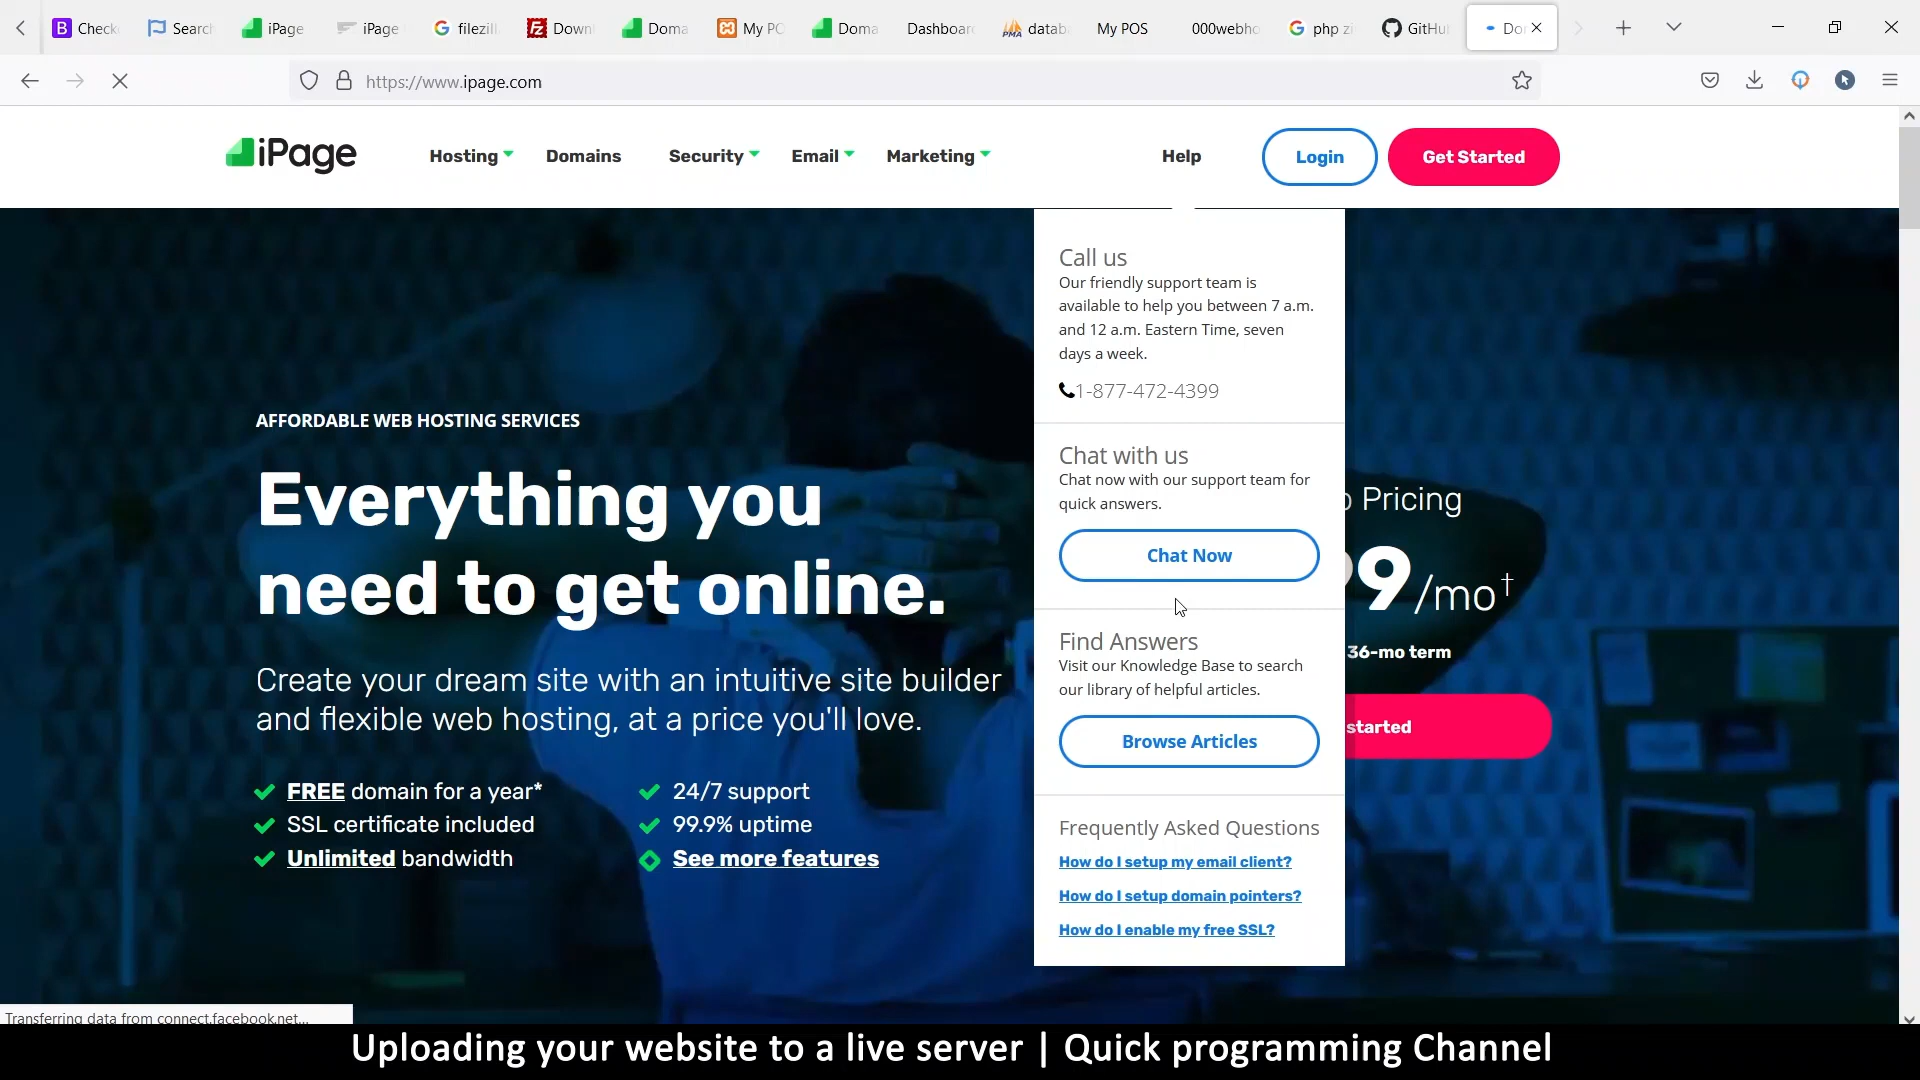 Check
Search
iPage
iPage
filezill
Down
Doma
My PO
Doma
Dashboar
PMA
datab
My POS
000webho
php zi
GitHu
Do
https://www.ipage.com
iPage
Hosting
Domains
Security
Email
Marketing
Help
Login
Get Started
Call us
Our friendly support team is
available to help you between 7 a.m.
and 12 a.m. Eastern Time, seven
days a week.
1-877-472-4399
Chat with us
Chat now with our support team for
quick answers.
Chat Now
Find Answers
Visit our Knowledge Base to search
our library of helpful articles.
Browse Articles
Frequently Asked Questions
How do I setup my email client?
How do I setup domain pointers?
How do I enable my free SSL?
AFFORDABLE WEB HOSTING SERVICES
Everything you
need to get online.
Create your dream site with an intuitive site builder
and flexible web hosting, at a price you'll love.
FREE domain for a year*
SSL certificate included
Unlimited bandwidth
24/7 support
99.9% uptime
See more features
Pricing
9/mo†
36-mo term
started
Transferring data from connect.facebook.net...
Uploading your website to a live server | Quick programming Channel